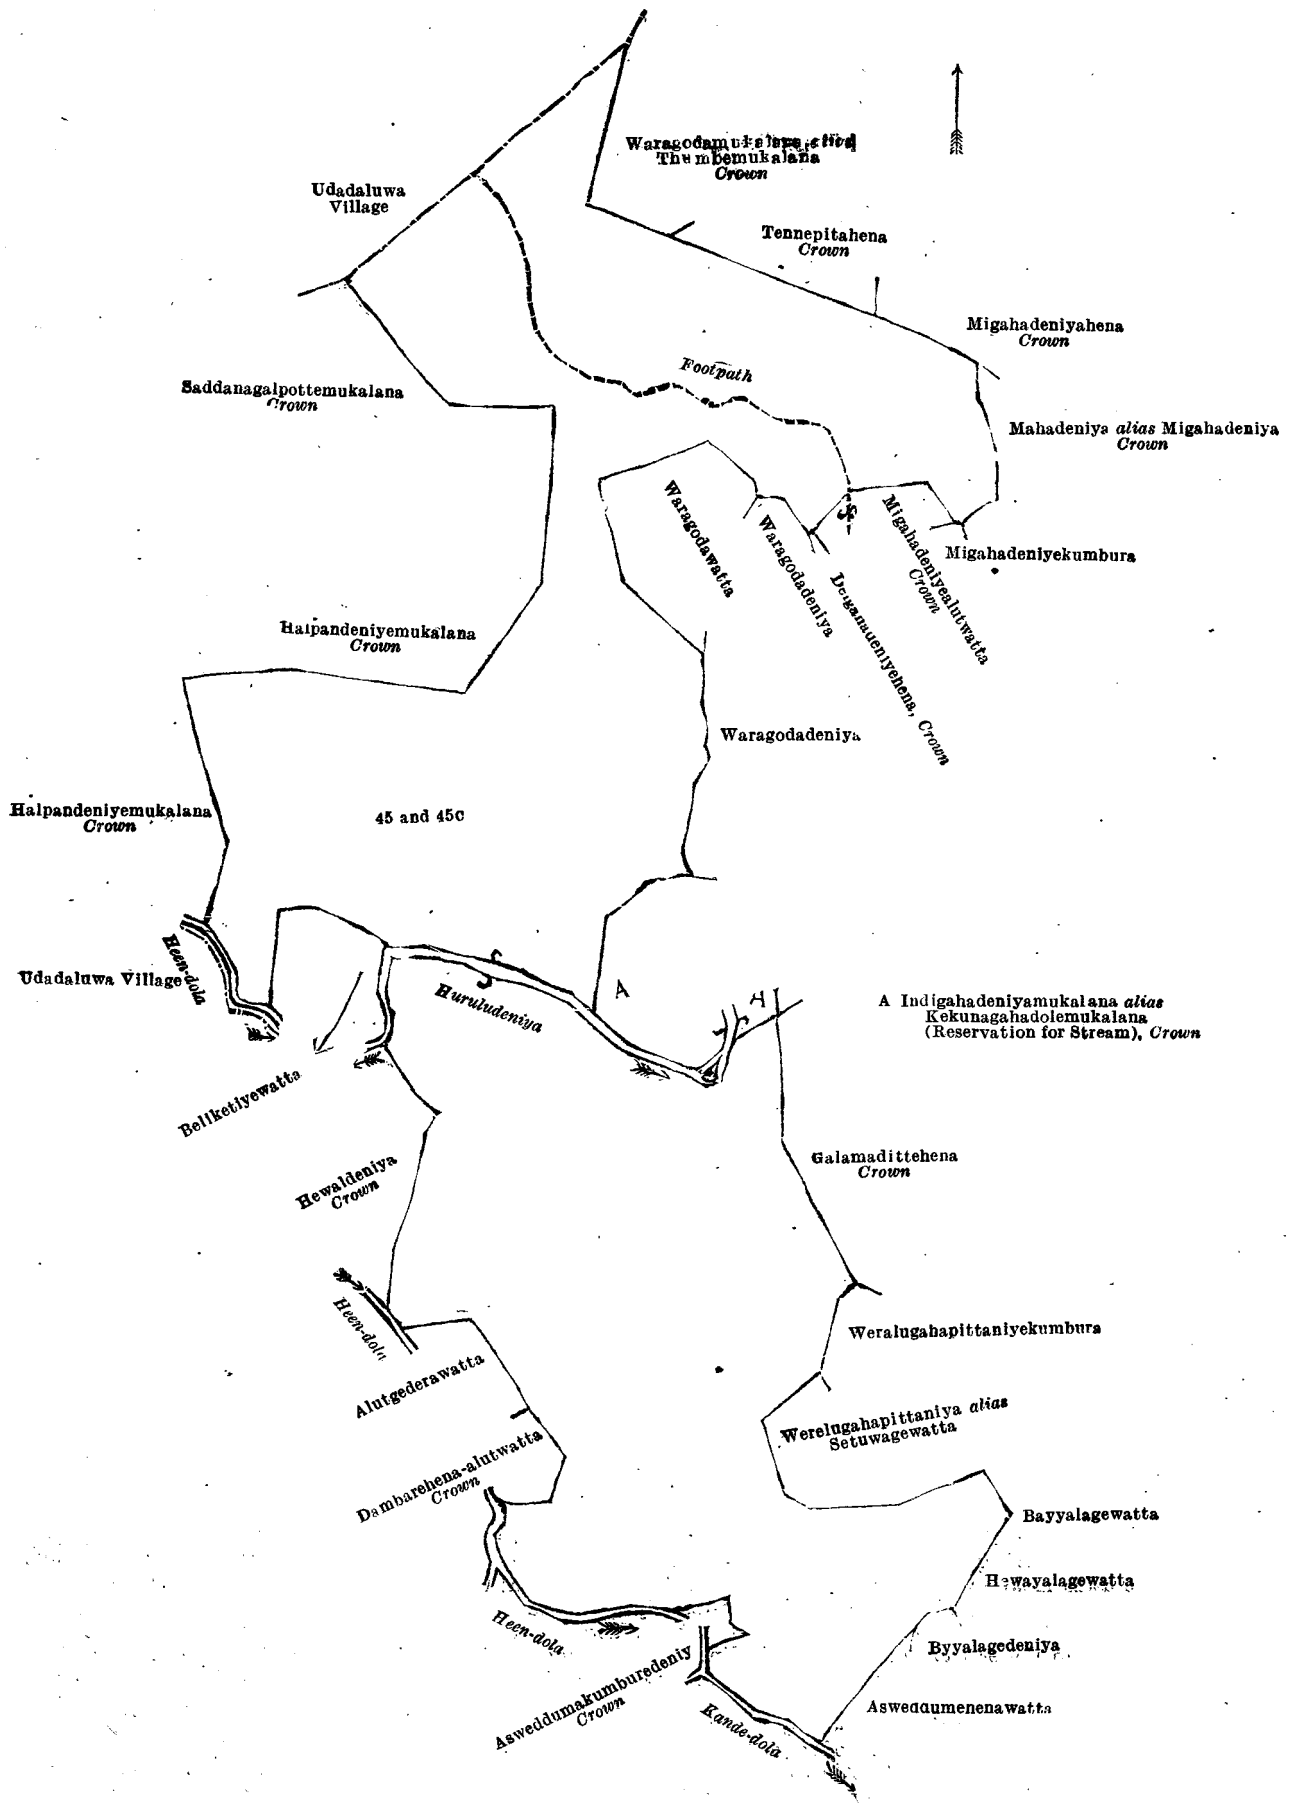 Waragodamukalana
Thumbemukalana
Crown
Udadaluwa
Village
Tennepitahena
Crown
Migahadeniyahena
Crown
Footpath
Saddanagalpottemukalana
Crown
Mahadeniya alias Migahadeniya
Crown
Waragodawatta
Waragodadeniya
Crown
Migahadeniyealutwatta
Crown
Migahadeniyekumbura
Halpandeniyemukalana
Crown
Waragodadeniya
Halpandeniyemukalana
Crown
45 and 45c
Heen-dola
Udadaluwa Village
Huruludeniya
A
A
A Indigahadeniyamukalana alias
Kekunagahadolemukalana
(Reservation for Stream), Crown
Beliketiyewatta
Hewaldeniya
Crown
Galamadittehena
Crown
Heen-dola
Weralugahapittaniyekumbura
Alutgederawatta
Werelugahapittaniya alias
Setuwagewatta
Dambarehena-alutwatta
Crown
Bayyalagewatta
Hewayalagewatta
Heen-dola
Byyalagedeniya
Asweddumakumburedeniy
Crown
Kande-dola
Asweddumenenawatta